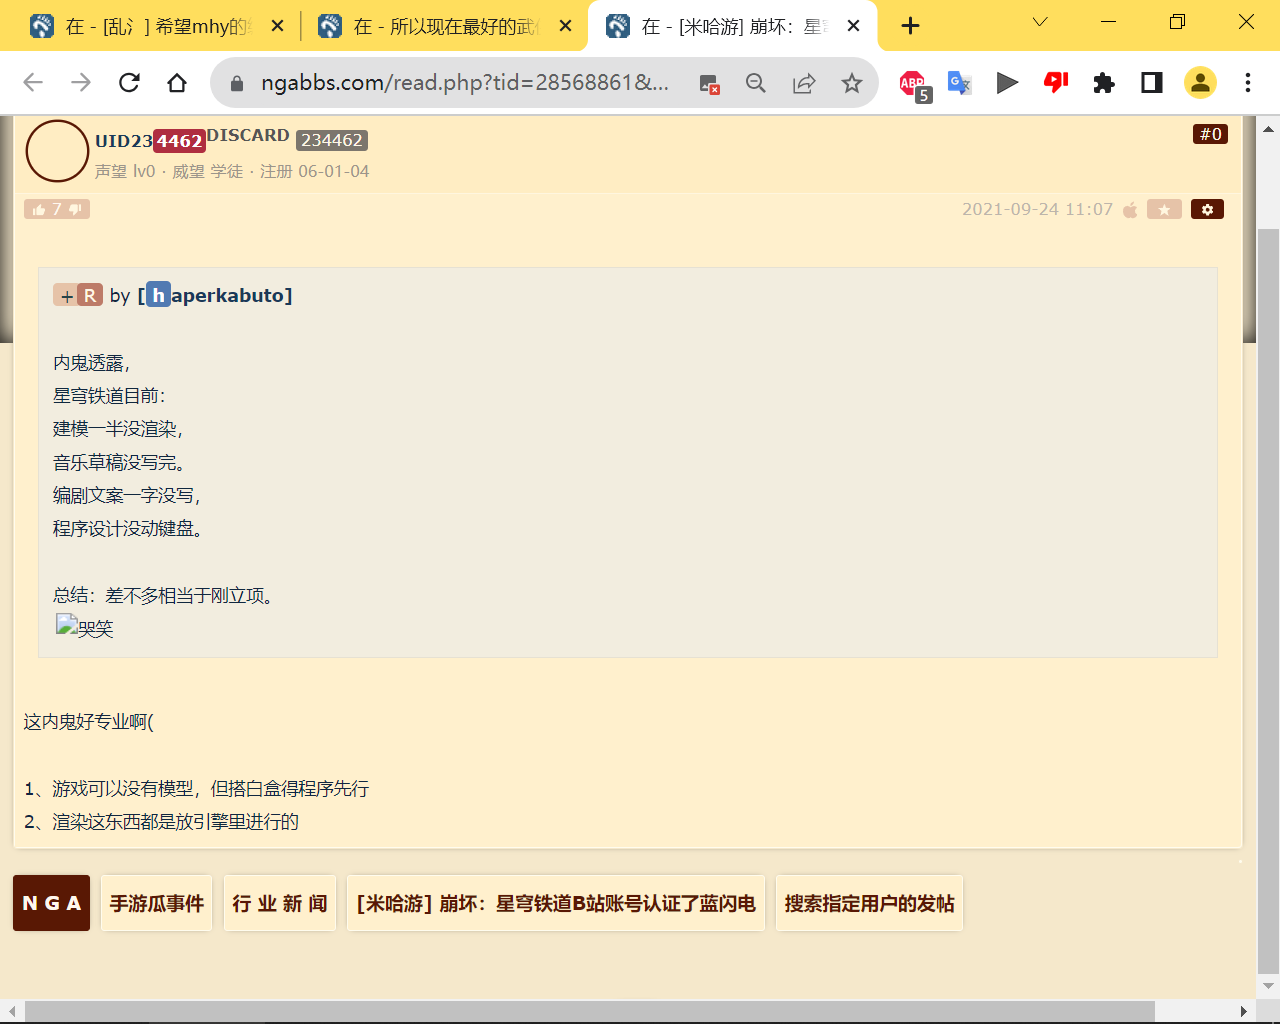 在 - [乱氵] 希望mhy的
在 - 所以现在最好的武
在 - [米哈游] 崩坏：星
ngabbs.com/read.php?tid=28568861&...
ABP
5
UID234462 DISCARD 234462
#0
声望 lv0 · 威望 学徒 · 注册 06-01-04
7
2021-09-24 11:07
+ R by [haperkabuto]
内鬼透露，
星穹铁道目前：
建模一半没渲染，
音乐草稿没写完。
编剧文案一字没写，
程序设计没动键盘。
总结：差不多相当于刚立项。
哭笑
这内鬼好专业啊(
1、游戏可以没有模型，但搭白盒得程序先行
2、渲染这东西都是放引擎里进行的
N G A 手游瓜事件 行 业 新 闻 [米哈游] 崩坏：星穹铁道B站账号认证了蓝闪电 搜索指定用户的发帖